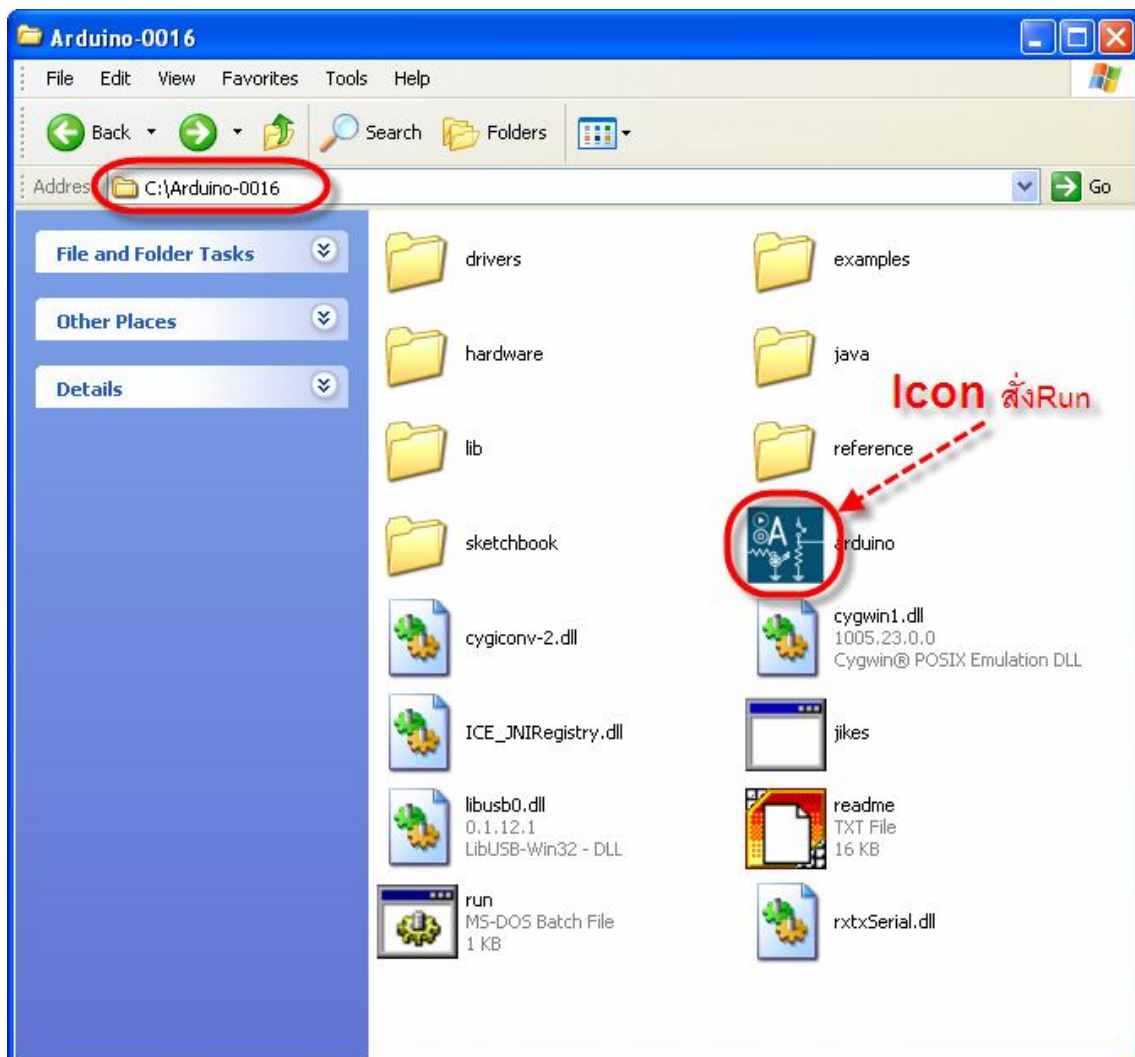 Arduino-0016
File Edit View Favorites Tools Help
Back Search Folders
Addres C:\Arduino-0016 Go
File and Folder Tasks
Other Places
Details
drivers
examples
hardware
java
Icon สั่งRun
lib
reference
sketchbook
arduino
cygiconv-2.dll
cygwin1.dll
1005.23.0.0
Cygwin® POSIX Emulation DLL
ICE_JNIRegistry.dll
jikes
libusb0.dll
0.1.12.1
LibUSB-Win32 - DLL
readme
TXT File
16 KB
run
MS-DOS Batch File
1 KB
rxtxSerial.dll